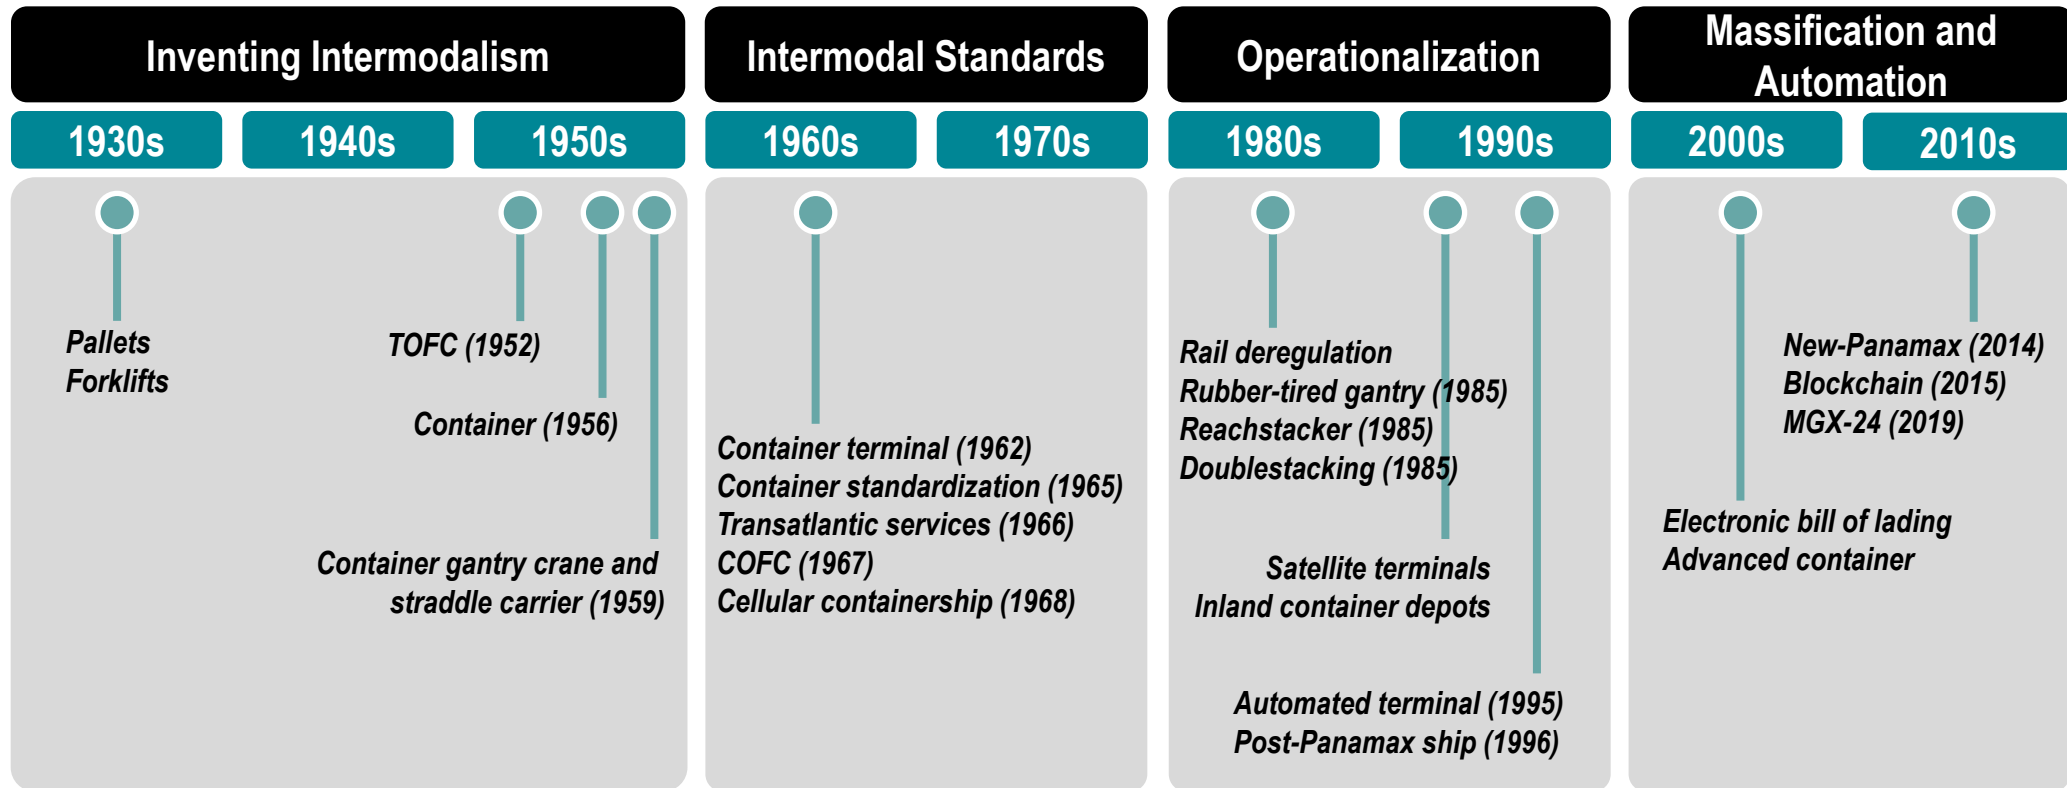 Inventing Intermodalism
Intermodal Standards
Operationalization
Massification and
Automation
1930s
1940s
1950s
1960s
1970s
1980s
1990s
2000s
2010s
Pallets
Forklifts
TOFC (1952)
Container (1956)
Container gantry crane and
straddle carrier (1959)
Container terminal (1962)
Container standardization (1965)
Transatlantic services (1966)
COFC (1967)
Cellular containership (1968)
Rail deregulation
Rubber-tired gantry (1985)
Reachstacker (1985)
Doublestacking (1985)
Satellite terminals
Inland container depots
Automated terminal (1995)
Post-Panamax ship (1996)
Electronic bill of lading
Advanced container
New-Panamax (2014)
Blockchain (2015)
MGX-24 (2019)